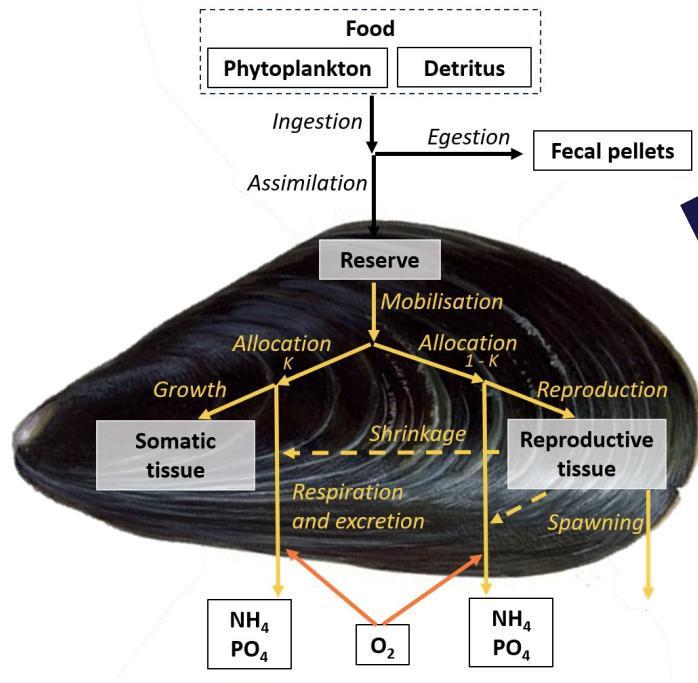 Food
Phytoplankton
Detritus
Ingestion
Egestion
Fecal pellets
Assimilation
Reserve
Mobilisation
Allocation
K
Allocation
1 - K
Growth
Reproduction
Somatic
tissue
Shrinkage
Reproductive
tissue
Respiration
and excretion
Spawning
NH₄
PO₄
O₂
NH₄
PO₄